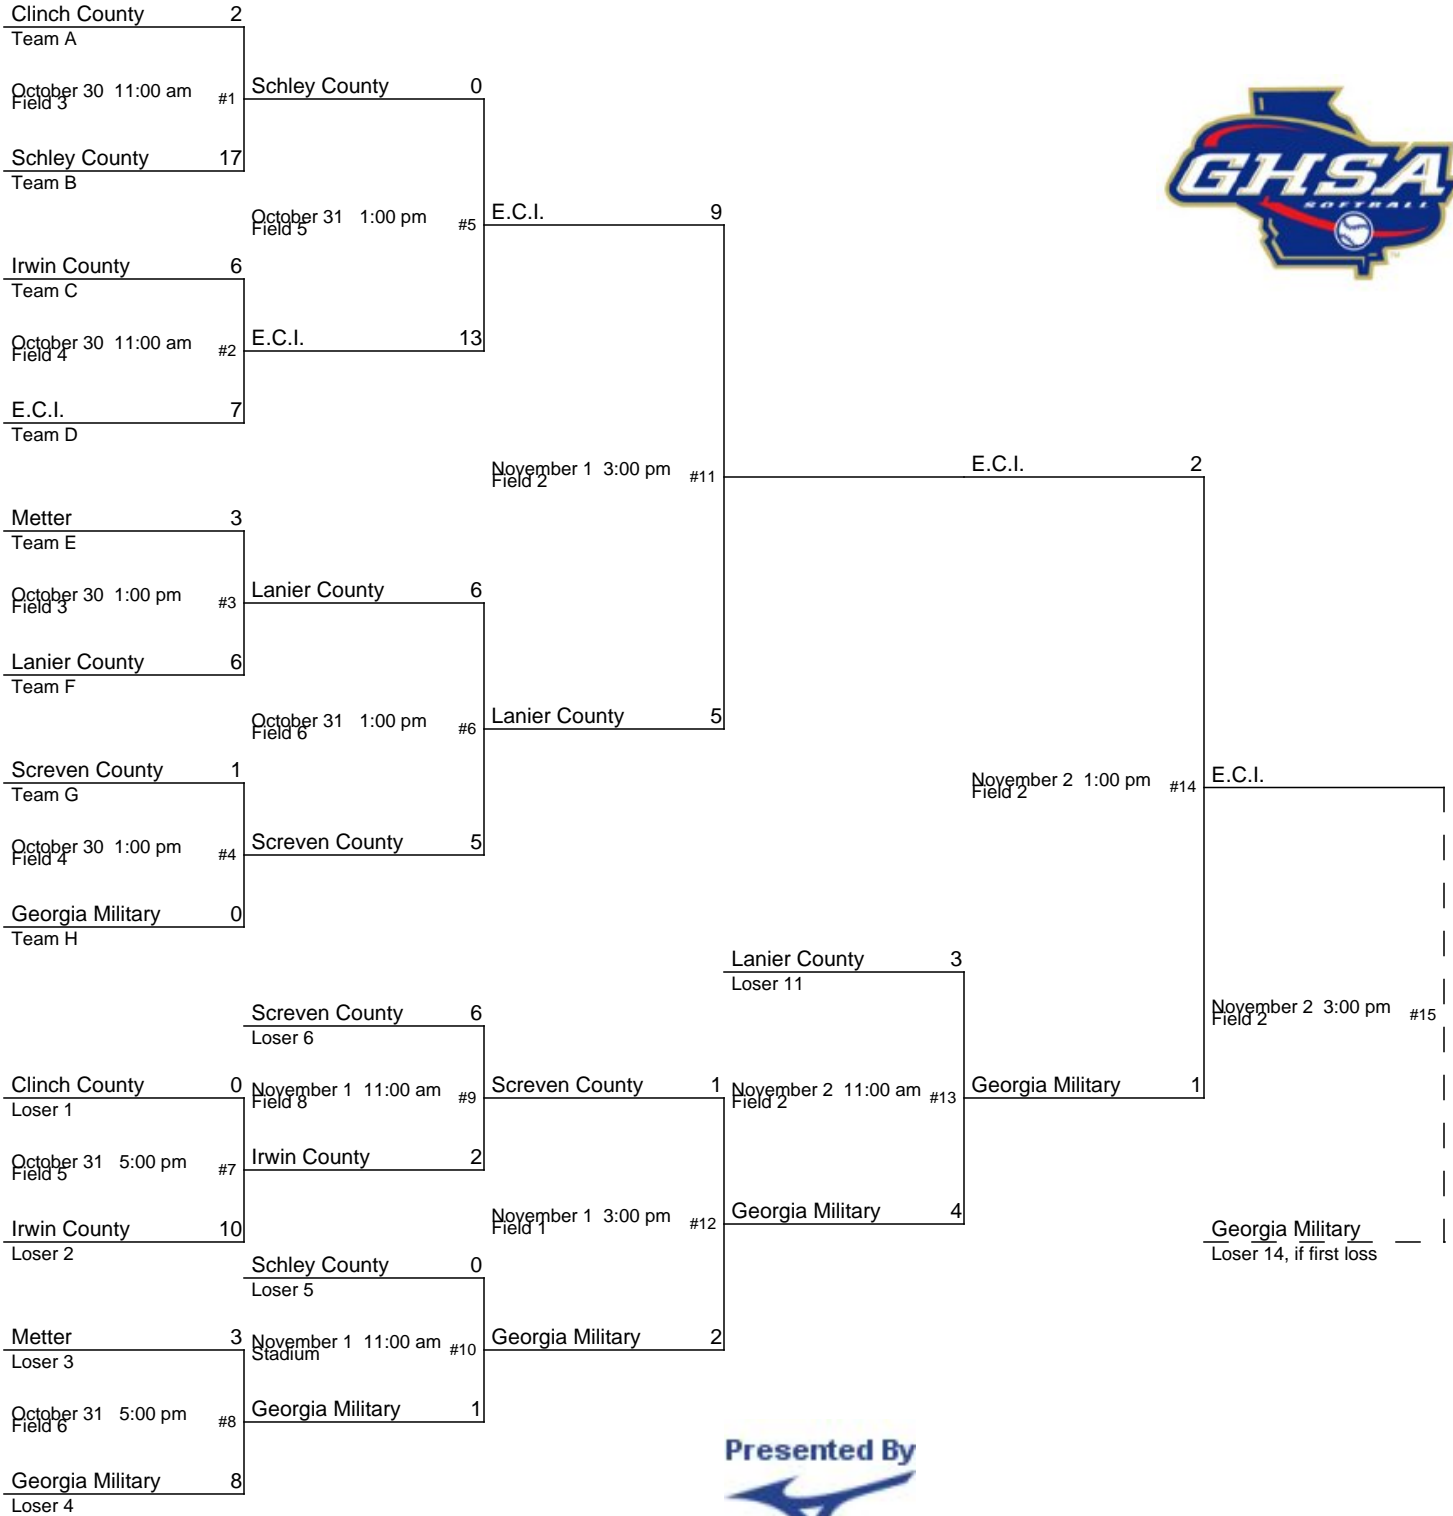 Clinch County 2
Team A
October 30 11:00 am
Field 3
#1
Schley County 17
Team B
Schley County 0
October 31 1:00 pm
Field 5
#5
Irwin County 6
Team C
October 30 11:00 am
Field 4
#2
E.C.I. 7
Team D
E.C.I. 13
E.C.I. 9
November 1 3:00 pm
Field 2
#11
Metter 3
Team E
October 30 1:00 pm
Field 3
#3
Lanier County 6
Team F
Lanier County 6
October 31 1:00 pm
Field 6
#6
Lanier County 5
Screven County 1
Team G
October 30 1:00 pm
Field 4
#4
Georgia Military 0
Team H
Screven County 5
E.C.I. 2
November 2 1:00 pm
Field 2
#14
E.C.I.
GHSA
SOFTBALL
TM
Screven County 6
Loser 6
November 1 11:00 am
Field 8
#9
Clinch County 0
Loser 1
October 31 5:00 pm
Field 5
#7
Irwin County 10
Loser 2
Irwin County 2
Screven County 1
November 1 3:00 pm
Field 1
#12
Schley County 0
Loser 5
November 1 11:00 am
Stadium
#10
Metter 3
Loser 3
October 31 5:00 pm
Field 6
#8
Georgia Military 8
Loser 4
Georgia Military 1
Georgia Military 2
Lanier County 3
Loser 11
November 2 11:00 am
Field 2
#13
Georgia Military 4
Georgia Military 1
November 2 3:00 pm
Field 2
#15
Georgia Military
Loser 14, if first loss
Presented By